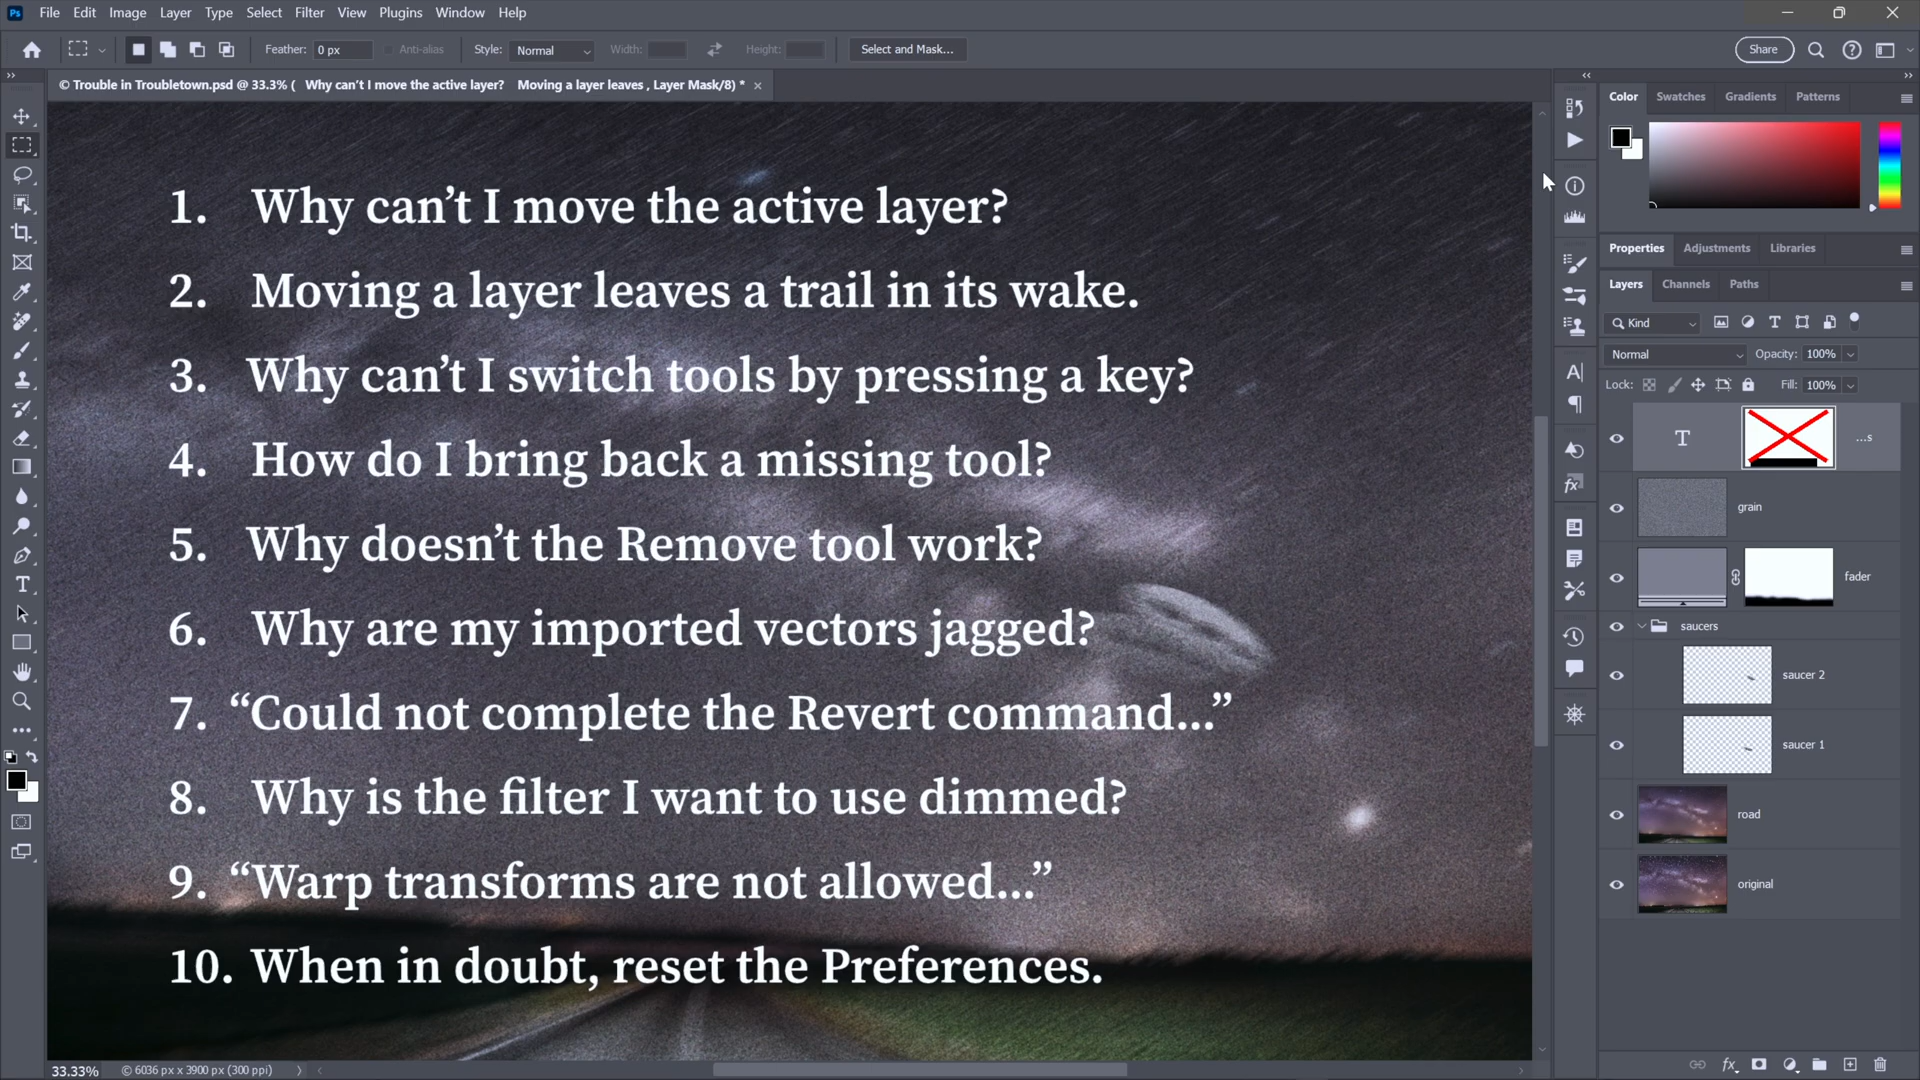 Ps File Edit Image Layer Type Select Filter View Plugins Window Help
Feather: 0 px Anti-alias Style: Normal Width: Height: Select and Mask... Share
© Trouble in Troubletown.psd @ 33.3% ( Why can't I move the active layer? Moving a layer leaves , Layer Mask/8) *
Color Swatches Gradients Patterns
1. Why can’t I move the active layer?
2. Moving a layer leaves a trail in its wake.
3. Why can’t I switch tools by pressing a key?
4. How do I bring back a missing tool?
5. Why doesn’t the Remove tool work?
6. Why are my imported vectors jagged?
7. “Could not complete the Revert command...”
8. Why is the filter I want to use dimmed?
9. “Warp transforms are not allowed...”
10. When in doubt, reset the Preferences.
Properties Adjustments Libraries
Layers Channels Paths
Kind
Normal Opacity: 100%
Lock: Fill: 100%
...s
grain
fader
saucers
saucer 2
saucer 1
road
original
33.33% © 6036 px x 3900 px (300 ppi)